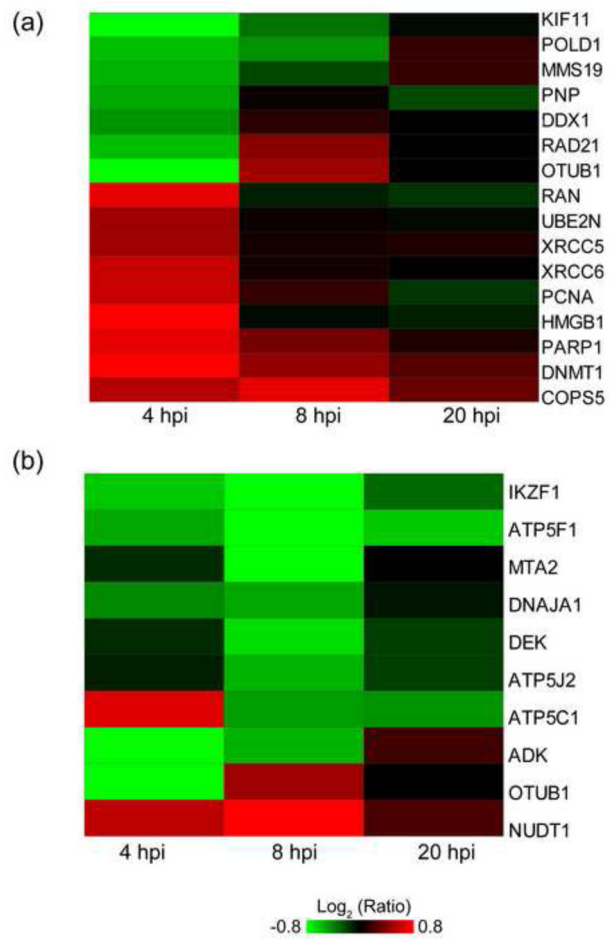 (a)
KIF11
POLD1
MMS19
PNP
DDX1
RAD21
OTUB1
RAN
UBE2N
XRCC5
XRCC6
PCNA
HMGB1
PARP1
DNMT1
COPS5
4 hpi 8 hpi 20 hpi
(b)
IKZF1
ATP5F1
MTA2
DNAJA1
DEK
ATP5J2
ATP5C1
ADK
OTUB1
NUDT1
4 hpi 8 hpi 20 hpi
Log2 (Ratio)
-0.8 0.8